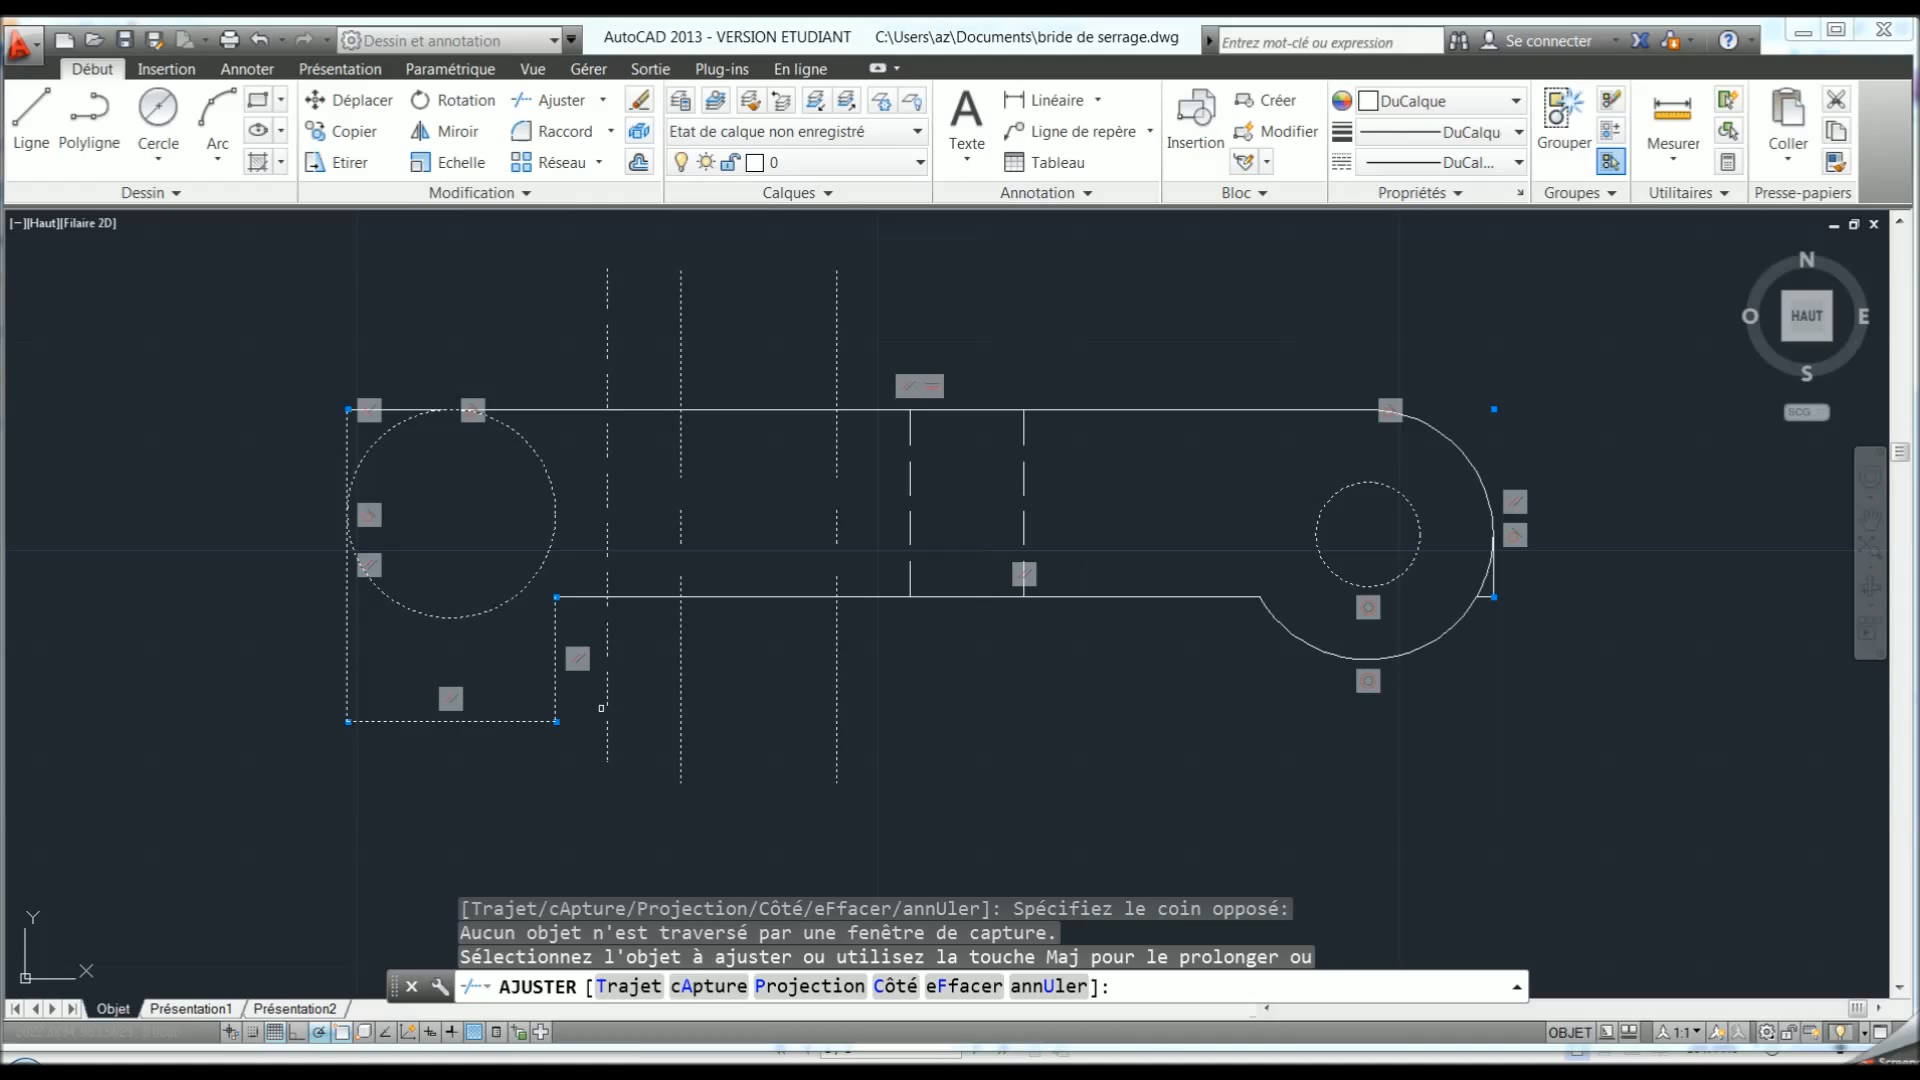 Dessin et annotation
AutoCAD 2013 - VERSION ETUDIANT C:\Users\az\Documents\bride de serrage.dwg
Entrez mot-clé ou expression
Se connecter
Début Insertion Annoter Présentation Paramétrique Vue Gérer Sortie Plug-ins En ligne
Déplacer Rotation Ajuster
Copier Miroir Raccord
Etirer Echelle Réseau
Ligne Polyligne Cercle Arc
Etat de calque non enregistré
0
Texte
Linéaire
Ligne de repère
Tableau
Insertion
Créer
Modifier
DuCalque
DuCalqu
DuCal...
Grouper
Mesurer
Coller
Dessin Modification Calques Annotation Bloc Propriétés Groupes Utilitaires Presse-papiers
[−][Haut][Filaire 2D]
N
O HAUT E
S
SCG
Y
X
[Trajet/cApture/Projection/Côté/eFfacer/annUler]: Spécifiez le coin opposé:
Aucun objet n'est traversé par une fenêtre de capture.
Sélectionnez l'objet à ajuster ou utilisez la touche Maj pour le prolonger ou
AJUSTER [Trajet cApture Projection Côté eFfacer annUler]:
Objet Présentation1 Présentation2
OBJET 1:1